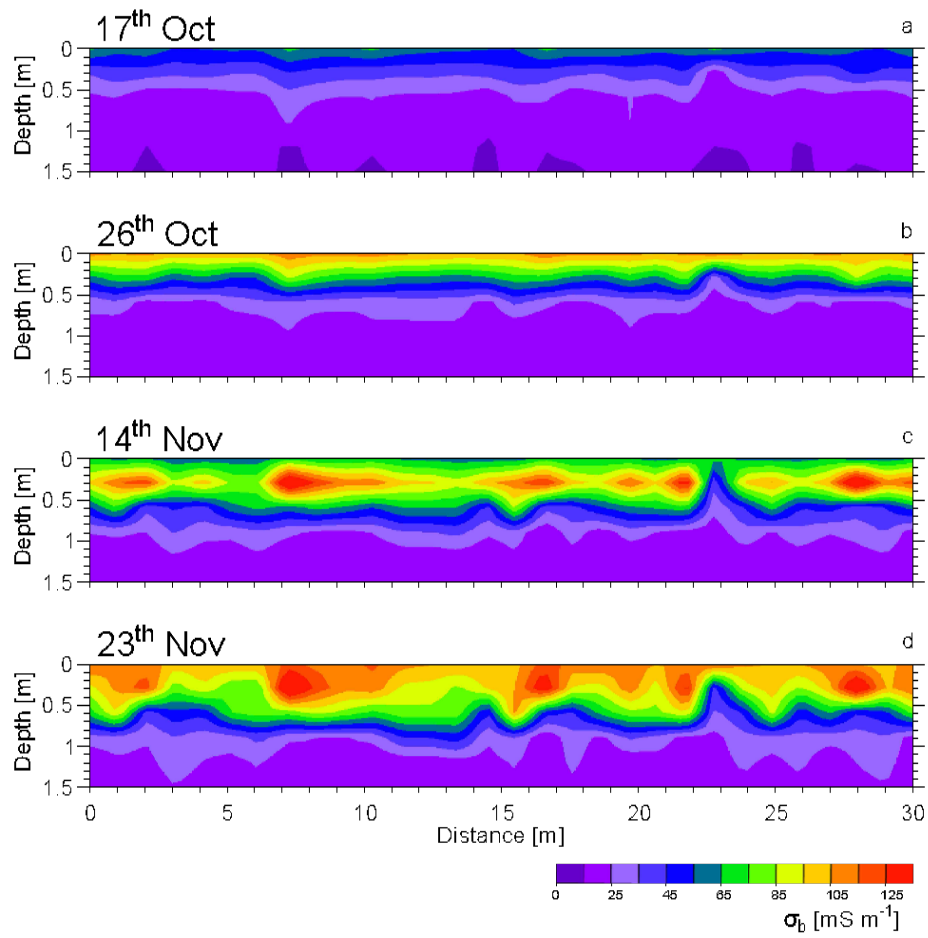 17th Oct
a
Depth [m]
0
0.5
1
1.5
26th Oct
b
Depth [m]
0
0.5
1
1.5
14th Nov
c
Depth [m]
0
0.5
1
1.5
23th Nov
d
Depth [m]
0
0.5
1
1.5
0 5 10 15 20 25 30
Distance [m]
0 25 45 65 85 105 125
σb [mS m-1]